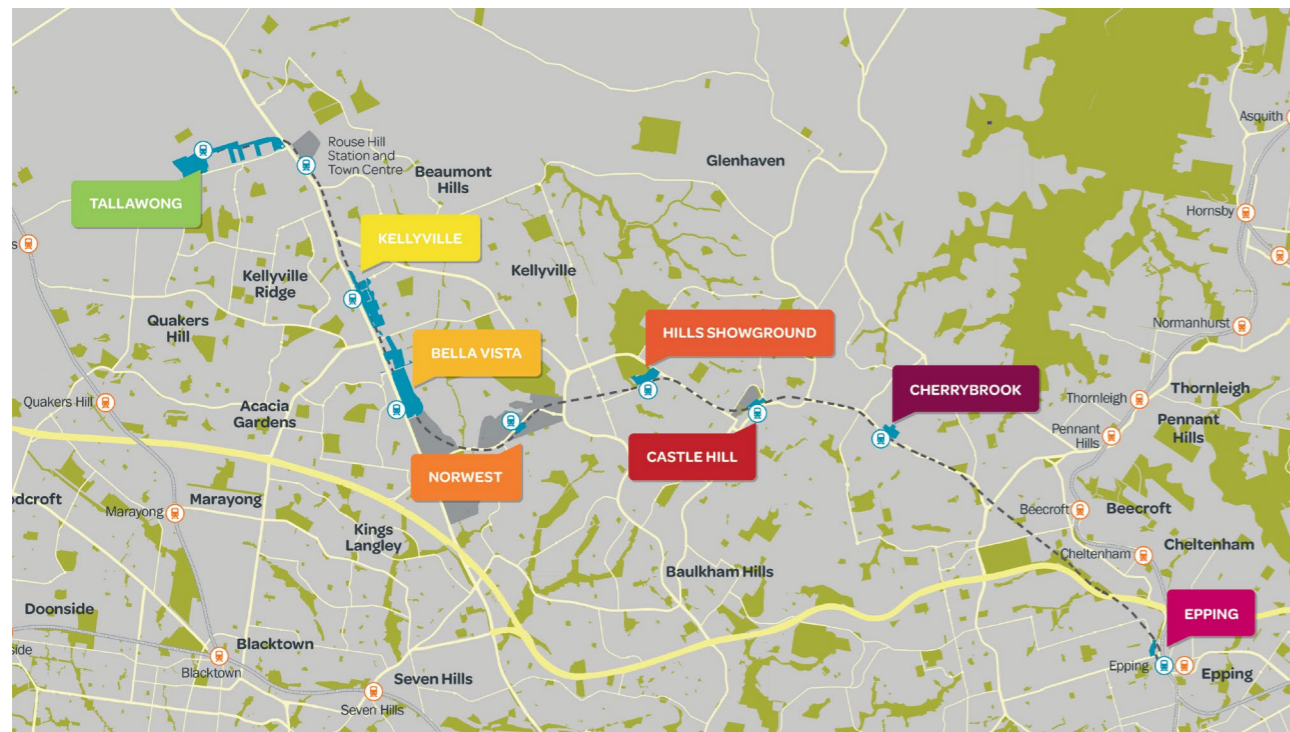 Asquith
Rouse Hill
Station and
Town Centre
Beaumont
Hills
Glenhaven
TALLAWONG
Hornsby
KELLYVILLE
s
Kellyville
Ridge
Kellyville
Quakers
Hill
Normanhurst
HILLS SHOWGROUND
BELLA VISTA
CHERRYBROOK
Thornleigh
Thornleigh
Quakers Hill
Acacia
Gardens
Pennant
Hills
Pennant
Hills
CASTLE HILL
NORWEST
odcroft
Marayong
Marayong
Beecroft
Beecroft
Kings
Langley
Cheltenham
Cheltenham
Baulkham Hills
Doonside
EPPING
Blacktown
side
Blacktown
Epping
Epping
Seven Hills
Seven Hills